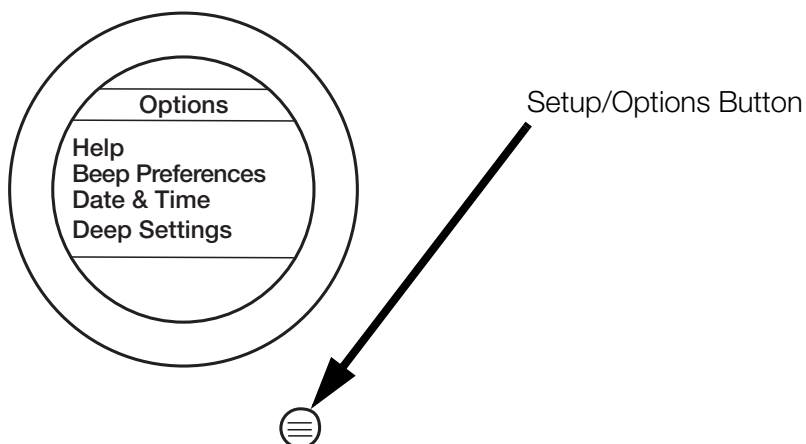 Options
Help
Beep Preferences
Date & Time
Deep Settings
Setup/Options Button